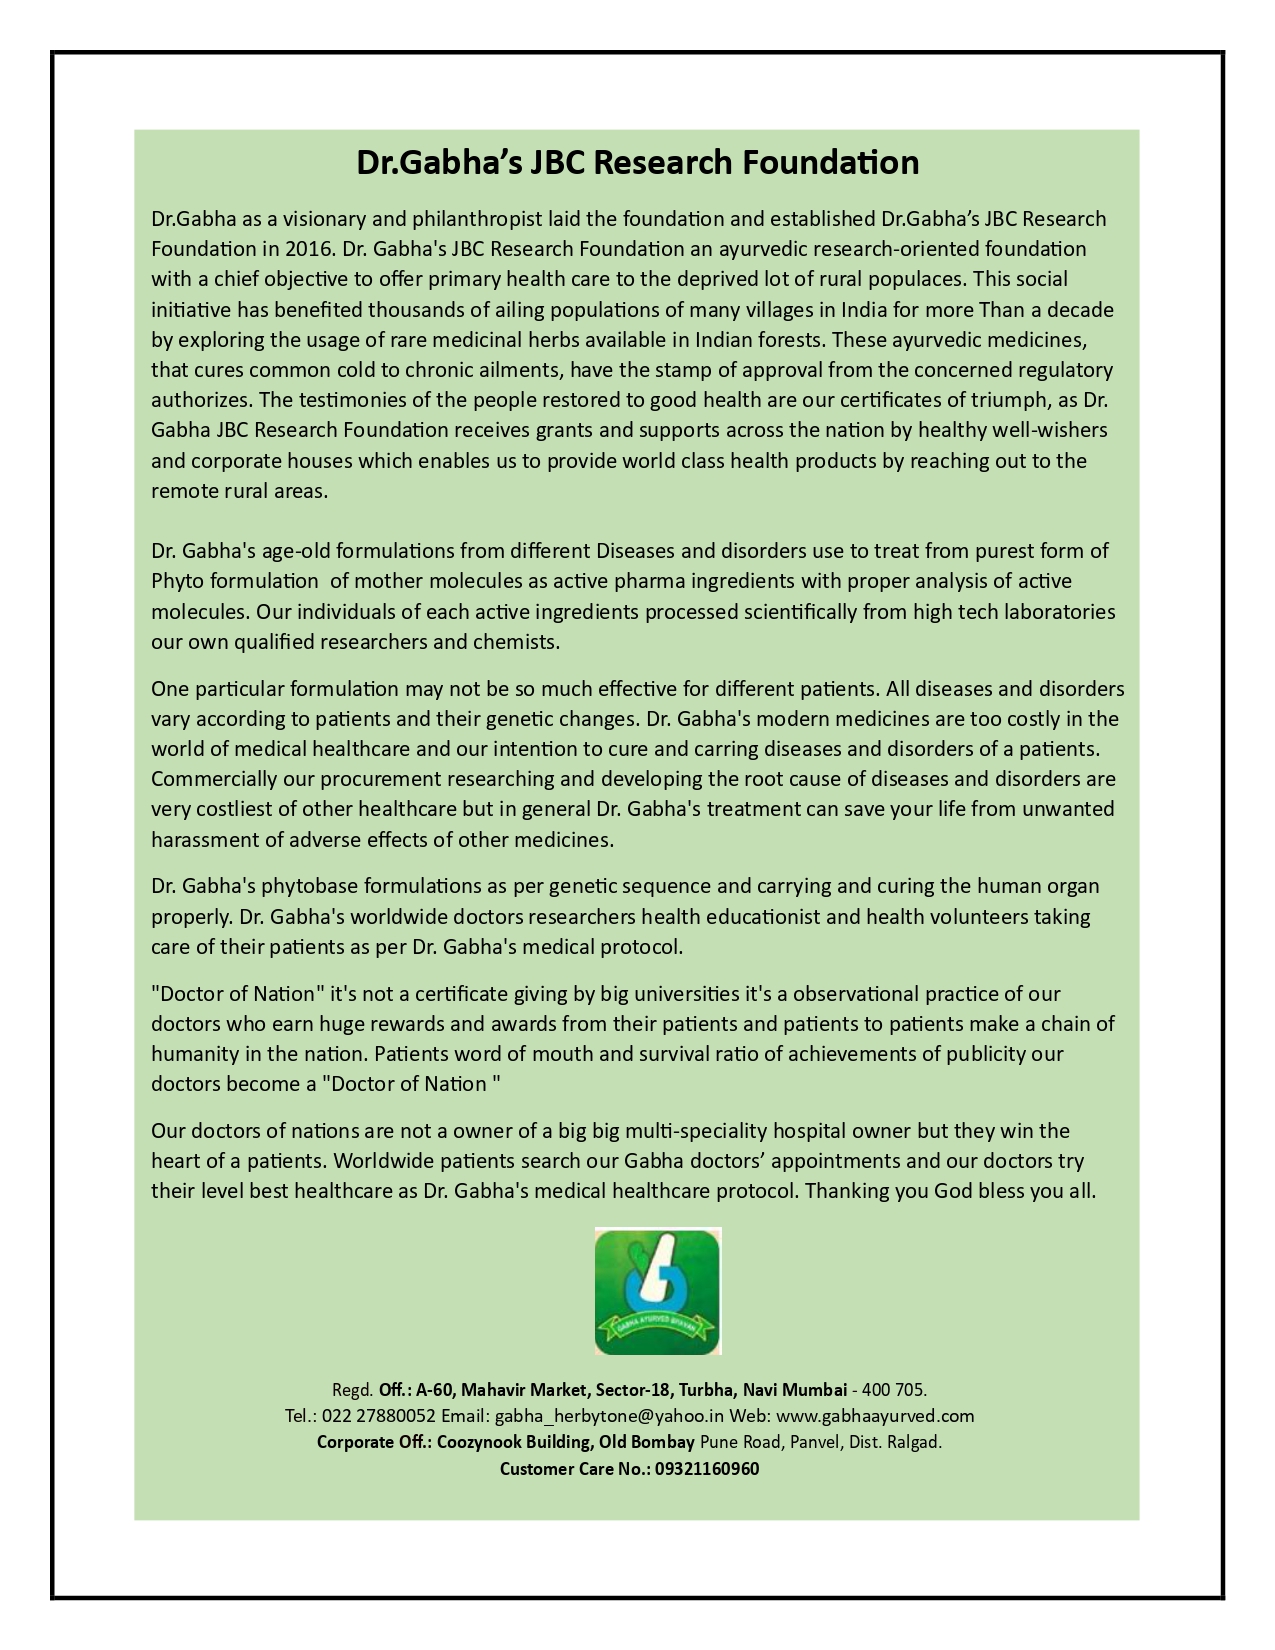 Dr.Gabha’s JBC Research Foundation
Dr.Gabha as a visionary and philanthropist laid the foundation and established Dr.Gabha’s JBC Research
Foundation in 2016. Dr. Gabha's JBC Research Foundation an ayurvedic research-oriented foundation
with a chief objective to offer primary health care to the deprived lot of rural populaces. This social
initiative has benefited thousands of ailing populations of many villages in India for more Than a decade
by exploring the usage of rare medicinal herbs available in Indian forests. These ayurvedic medicines,
that cures common cold to chronic ailments, have the stamp of approval from the concerned regulatory
authorizes. The testimonies of the people restored to good health are our certificates of triumph, as Dr.
Gabha JBC Research Foundation receives grants and supports across the nation by healthy well-wishers
and corporate houses which enables us to provide world class health products by reaching out to the
remote rural areas.
Dr. Gabha's age-old formulations from different Diseases and disorders use to treat from purest form of
Phyto formulation  of mother molecules as active pharma ingredients with proper analysis of active
molecules. Our individuals of each active ingredients processed scientifically from high tech laboratories
our own qualified researchers and chemists.
One particular formulation may not be so much effective for different patients. All diseases and disorders
vary according to patients and their genetic changes. Dr. Gabha's modern medicines are too costly in the
world of medical healthcare and our intention to cure and carring diseases and disorders of a patients.
Commercially our procurement researching and developing the root cause of diseases and disorders are
very costliest of other healthcare but in general Dr. Gabha's treatment can save your life from unwanted
harassment of adverse effects of other medicines.
Dr. Gabha's phytobase formulations as per genetic sequence and carrying and curing the human organ
properly. Dr. Gabha's worldwide doctors researchers health educationist and health volunteers taking
care of their patients as per Dr. Gabha's medical protocol.
"Doctor of Nation" it's not a certificate giving by big universities it's a observational practice of our
doctors who earn huge rewards and awards from their patients and patients to patients make a chain of
humanity in the nation. Patients word of mouth and survival ratio of achievements of publicity our
doctors become a "Doctor of Nation "
Our doctors of nations are not a owner of a big big multi-speciality hospital owner but they win the
heart of a patients. Worldwide patients search our Gabha doctors’ appointments and our doctors try
their level best healthcare as Dr. Gabha's medical healthcare protocol. Thanking you God bless you all.
GABHA AYURVED BHAVAN
Regd. Off.: A-60, Mahavir Market, Sector-18, Turbha, Navi Mumbai - 400 705.
Tel.: 022 27880052 Email: gabha_herbytone@yahoo.in Web: www.gabhaayurved.com
Corporate Off.: Coozynook Building, Old Bombay Pune Road, Panvel, Dist. Ralgad.
Customer Care No.: 09321160960